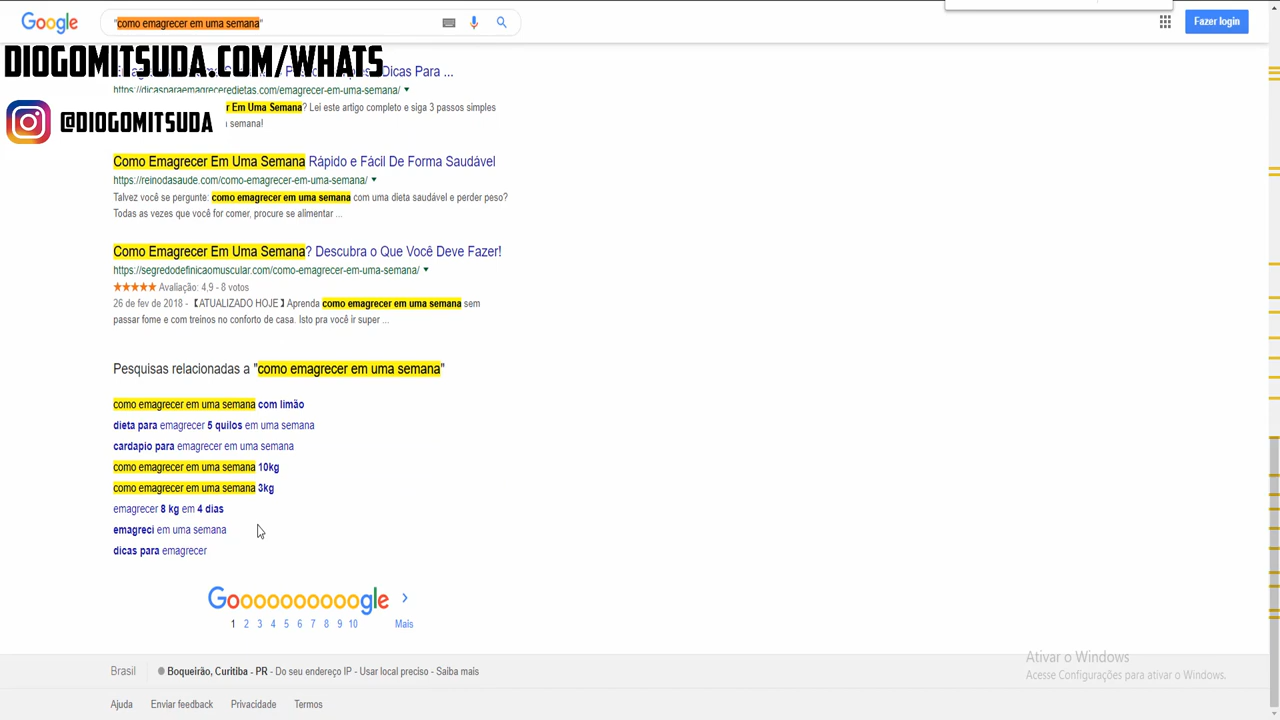 Google
"como emagrecer em uma semana"
Fazer login
DIOGOMITSUDA.COM/WHATS
Dicas Para ...
https://dicasparaemagreceredietas.com/emagrecer-em-uma-semana/
@DIOGOMITSUDA
r Em Uma Semana? Lei este artigo completo e siga 3 passos simples
semana!
Como Emagrecer Em Uma Semana Rápido e Fácil De Forma Saudável
https://reinodasaude.com/como-emagrecer-em-uma-semana/
Talvez você se pergunte: como emagrecer em uma semana com uma dieta saudável e perder peso?
Todas as vezes que você for comer, procure se alimentar ...
Como Emagrecer Em Uma Semana? Descubra o Que Você Deve Fazer!
https://segredodefinicaomuscular.com/como-emagrecer-em-uma-semana/
Avaliação: 4,9 - 8 votos
26 de fev de 2018 - 【ATUALIZADO HOJE】Aprenda como emagrecer em uma semana sem
passar fome e com treinos no conforto de casa. Isto pra você ir super ...
Pesquisas relacionadas a "como emagrecer em uma semana"
como emagrecer em uma semana com limão
dieta para emagrecer 5 quilos em uma semana
cardapio para emagrecer em uma semana
como emagrecer em uma semana 10kg
como emagrecer em uma semana 3kg
emagrecer 8 kg em 4 dias
emagreci em uma semana
dicas para emagrecer
Goooooooooogle
1 2 3 4 5 6 7 8 9 10 Mais
Brasil Boqueirão, Curitiba - PR - Do seu endereço IP - Usar local preciso - Saiba mais
Ajuda Enviar feedback Privacidade Termos
Ativar o Windows
Acesse Configurações para ativar o Windows.